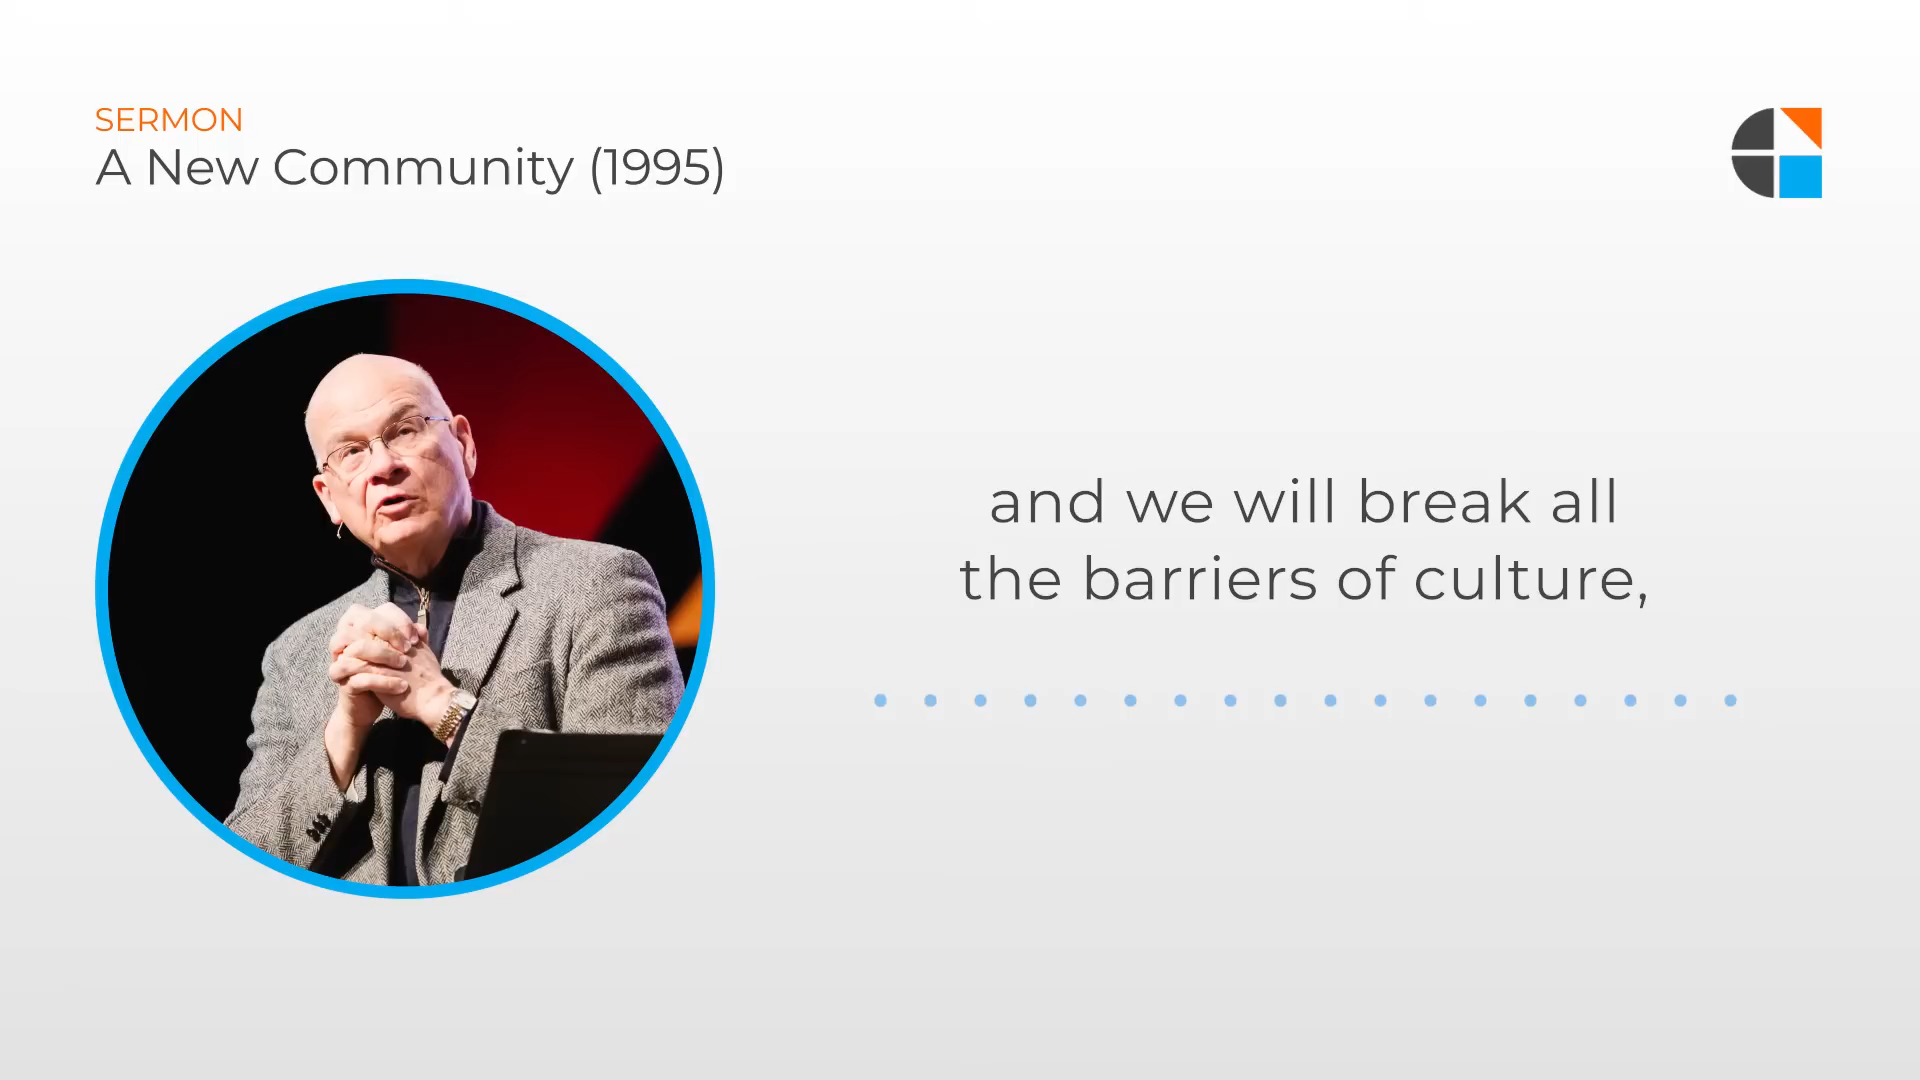 SERMON
A New Community (1995)
and we will break all
the barriers of culture,